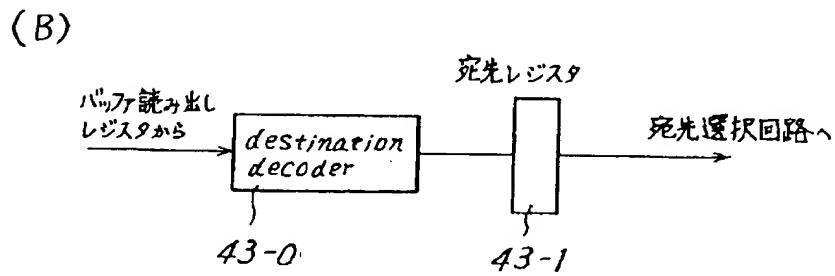 (B)
宛先レジスタ
バッファ読み出し
レジスタから
destination
decoder
宛先選択回路へ
43-0
43-1